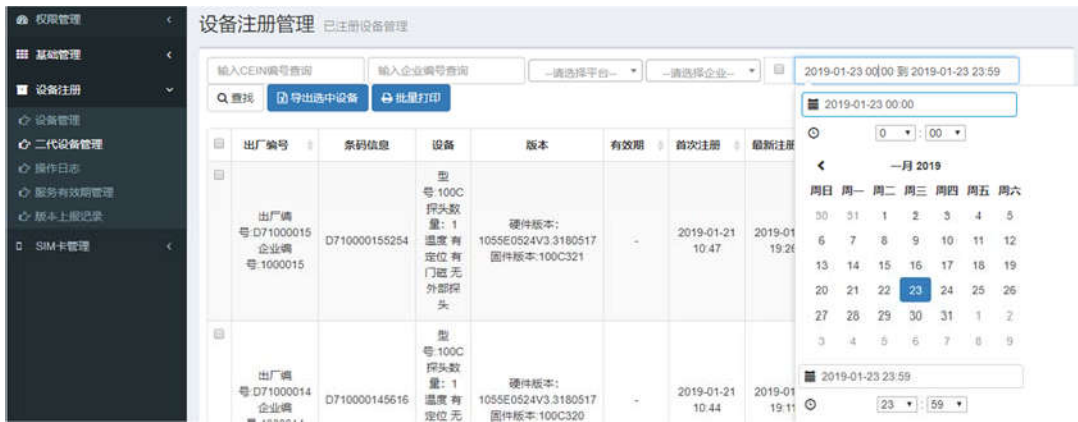 权限管理
基础管理
设备注册
设备管理
二代设备管理
操作日志
服务有效期管理
版本上报记录
SIM卡管理
设备注册管理 已注册设备管理
输入CEIN编号查询 输入企业编号查询 --请选择平台-- --请选择企业-- 2019-01-23 00:00 到 2019-01-23 23:59
查找 导出选中设备 批量打印
出厂编号 条码信息 设备 版本 有效期 首次注册 最新注册
出厂编
号:D71000015
企业编
号:1000015
D710000155254
型
号:100C
探头数
量：1
温度 有
定位 有
门磁 无
外部探
头
硬件版本：
1055E0524V3.3180517
固件版本:100C321
-
2019-01-21
10:47
2019-01
19:26
出厂编
号:D71000014
企业编
D710000145616
型
号:100C
探头数
量：1
温度 有
定位 无
硬件版本：
1055E0524V3.3180517
固件版本:100C320
-
2019-01-21
10:44
2019-01
19:11
2019-01-23 00:00
0 : 00
一月 2019
周日 周一 周二 周三 周四 周五 周六
30 31 1 2 3 4 5
6 7 8 9 10 11 12
13 14 15 16 17 18 19
20 21 22 23 24 25 26
27 28 29 30 31 1 2
3 4 5 6 7 8 9
2019-01-23 23:59
23 : 59